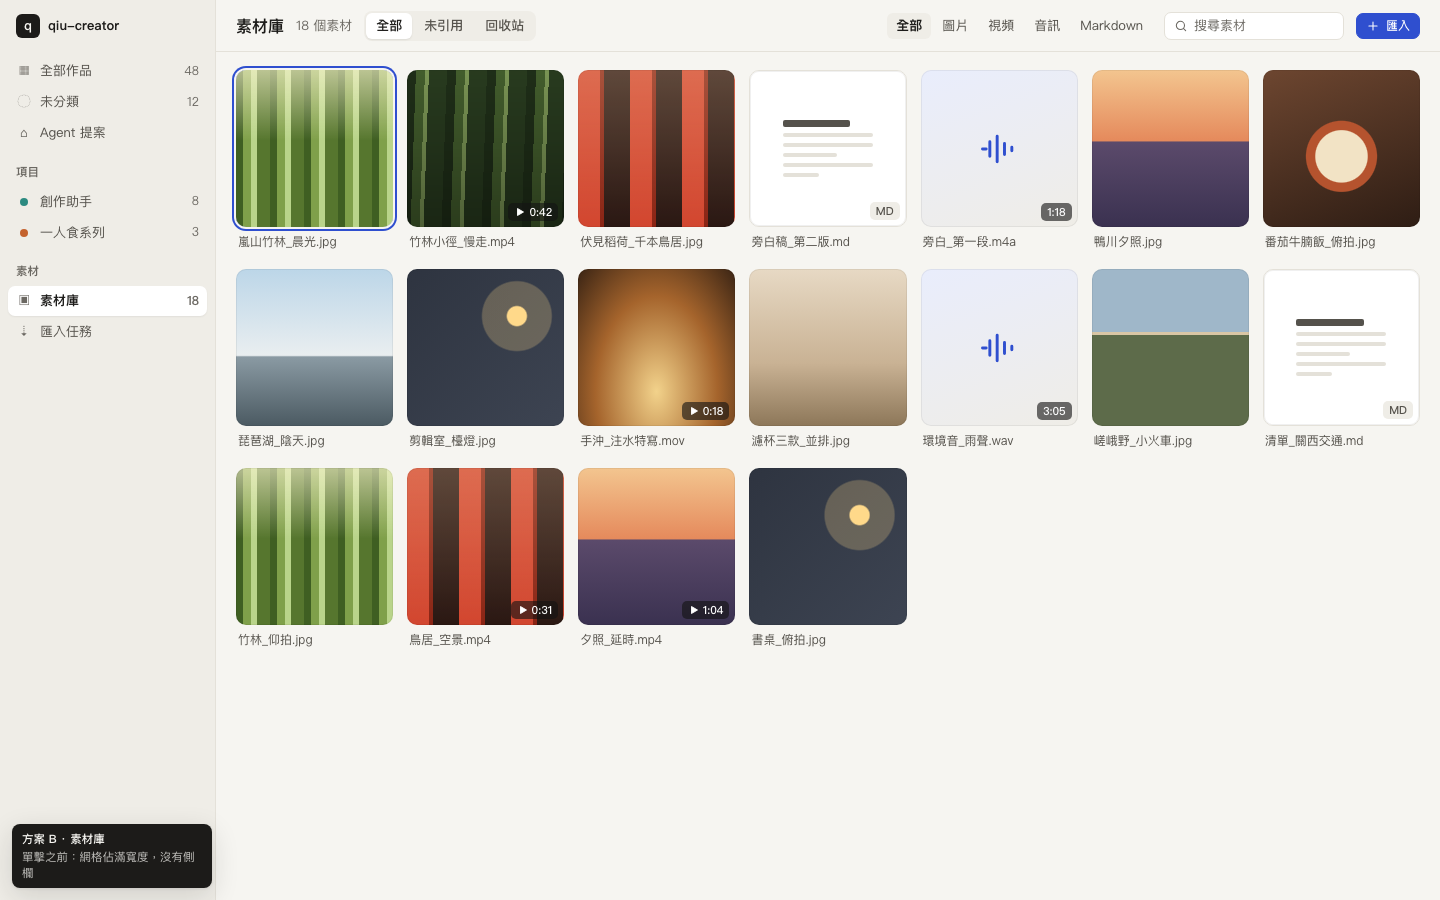 q qiu-creator
全部作品 48
未分類 12
Agent 提案
項目
創作助手 8
一人食系列 3
素材
素材庫 18
匯入任務
方案 B · 素材庫
單擊之前：網格佔滿寬度，沒有側
欄
素材庫 18 個素材 全部 未引用 回收站 全部 圖片 視頻 音訊 Markdown 搜尋素材 匯入
0:42 MD 1:18
嵐山竹林_晨光.jpg 竹林小徑_慢走.mp4 伏見稻荷_千本鳥居.jpg 旁白稿_第二版.md 旁白_第一段.m4a 鴨川夕照.jpg 番茄牛腩飯_俯拍.jpg
0:18 3:05 MD
琵琶湖_陰天.jpg 剪輯室_檯燈.jpg 手沖_注水特寫.mov 濾杯三款_並排.jpg 環境音_雨聲.wav 嵯峨野_小火車.jpg 清單_關西交通.md
0:31 1:04
竹林_仰拍.jpg 鳥居_空景.mp4 夕照_延時.mp4 書桌_俯拍.jpg